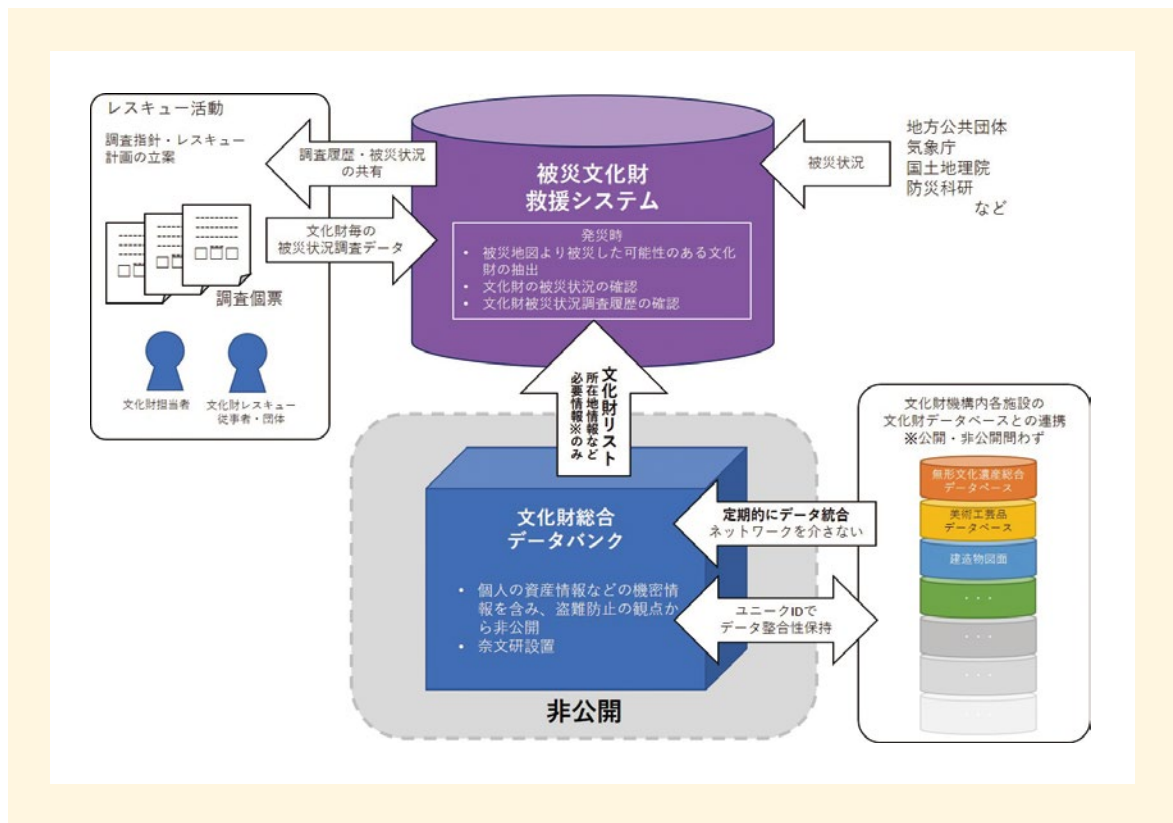 レスキュー活動
調査指針・レスキュー
計画の立案
調査個票
文化財担当者
文化財レスキュー
従事者・団体
調査履歴・被災状況
の共有
文化財毎の
被災状況調査データ
被災文化財
救援システム
発災時
• 被災地図より被災した可能性のある文化
財の抽出
• 文化財の被災状況の確認
• 文化財被災状況調査履歴の確認
被災状況
地方公共団体
気象庁
国土地理院
防災科研
など
文化財リスト
所在地情報など
必要情報※のみ
文化財総合
データバンク
• 個人の資産情報などの機密情
報を含み、盗難防止の観点か
ら非公開
• 奈文研設置
非公開
定期的にデータ統合
ネットワークを介さない
ユニークIDで
データ整合性保持
文化財機構内各施設の
文化財データベースとの連携
※公開・非公開問わず
無形文化遺産総合
データベース
美術工芸品
データベース
建造物図面
・・・
・・・
・・・
・・・